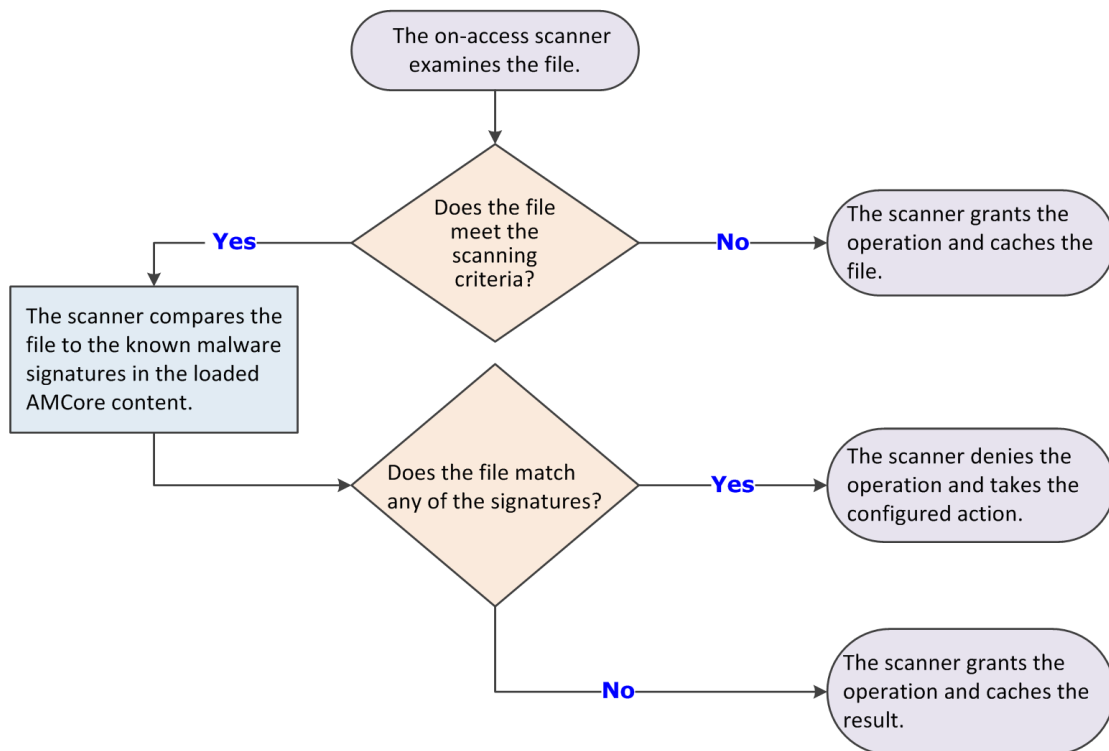 The on-access scanner
examines the file.
Does the file
meet the
scanning
criteria?
Yes
No
The scanner grants the
operation and caches the
file.
The scanner compares the
file to the known malware
signatures in the loaded
AMCore content.
Does the file match
any of the signatures?
Yes
The scanner denies the
operation and takes the
configured action.
No
The scanner grants the
operation and caches the
result.